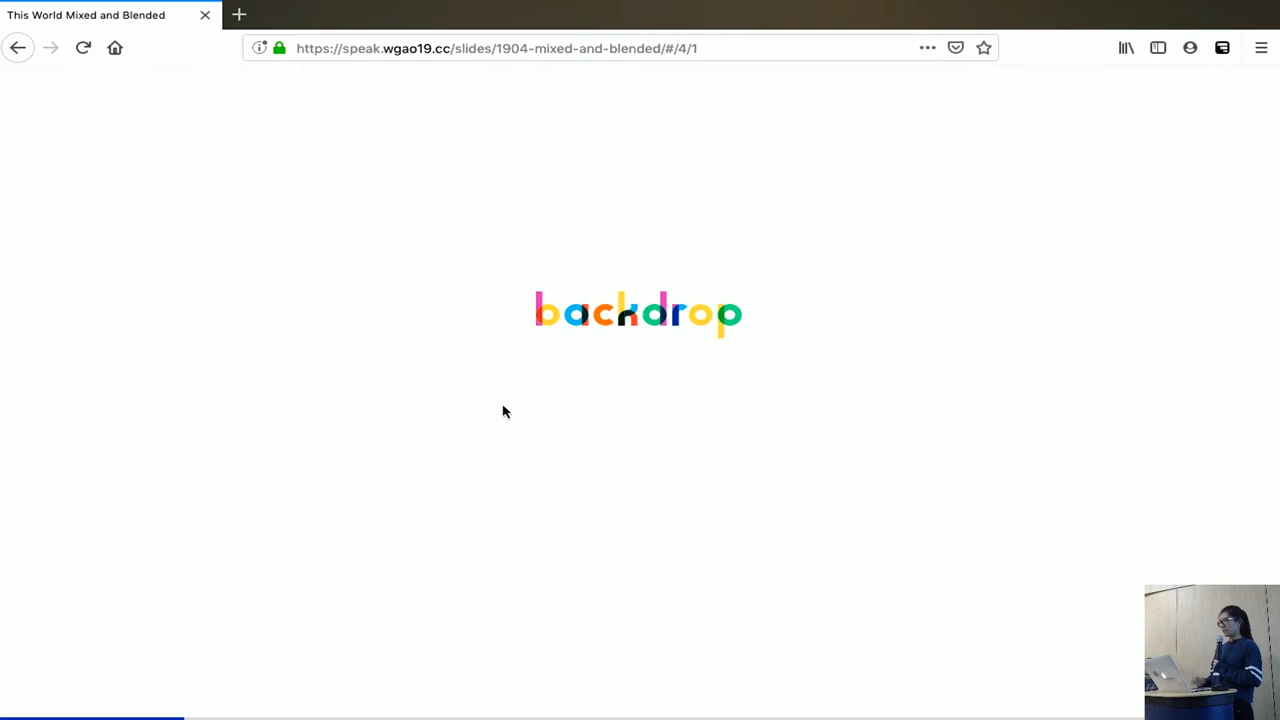 This World Mixed and Blended
https://speak.wgao19.cc/slides/1904-mixed-and-blended/#/4/1
backdrop